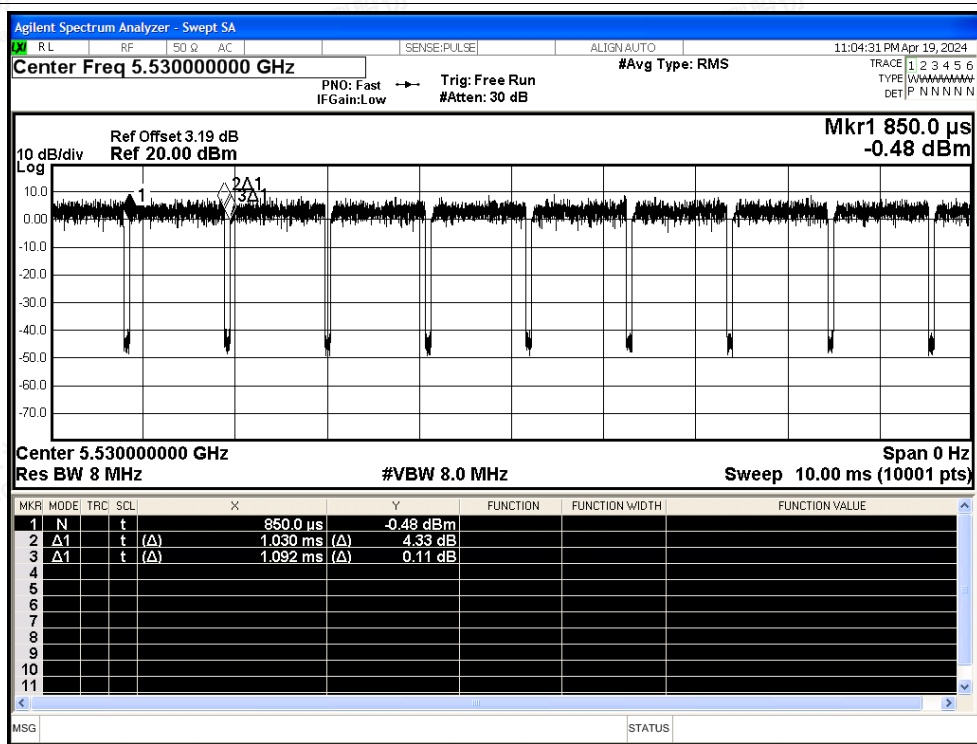 Agilent Spectrum Analyzer - Swept SA
LXI RL RF 50 Ω AC SENSE:PULSE ALIGN AUTO 11:04:31 PM Apr 19, 2024
Center Freq 5.530000000 GHz #Avg Type: RMS TRACE 1 2 3 4 5 6
PNO: Fast Trig: Free Run TYPE WWWWWW
IFGain:Low #Atten: 30 dB DET P N N N N N
Mkr1 850.0 µs
Ref Offset 3.19 dB
10 dB/div Ref 20.00 dBm -0.48 dBm
Log
10.0
0.00
-10.0
-20.0
-30.0
-40.0
-50.0
-60.0
-70.0
1
2Δ1
3Δ1
Center 5.530000000 GHz Span 0 Hz
Res BW 8 MHz #VBW 8.0 MHz Sweep 10.00 ms (10001 pts)
MKR MODE TRC SCL X Y FUNCTION FUNCTION WIDTH FUNCTION VALUE
1 N t 850.0 µs -0.48 dBm
2 Δ1 t (Δ) 1.030 ms (Δ) 4.33 dB
3 Δ1 t (Δ) 1.092 ms (Δ) 0.11 dB
4
5
6
7
8
9
10
11
MSG STATUS